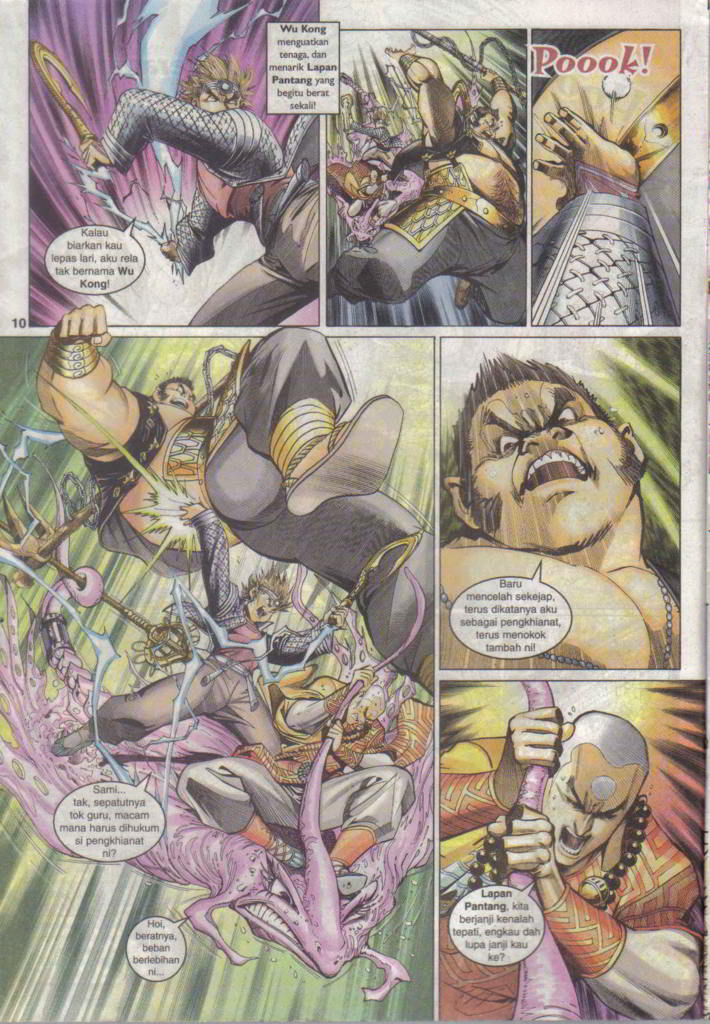 Wu Kong
menguatkan
tenaga, dan
menarik Lapan
Pantang yang
begitu berat
sekali!
Poook!
Kalau
biarkan kau
lepas lari, aku rela
tak bernama Wu
Kong!
10
Baru
mencelah sekejap,
terus dikatanya aku
sebagai pengkhianat,
terus menokok
tambah ni!
Sami...
tak, sepatutnya
tok guru, macam
mana harus dihukum
si pengkhianat
ni?
Hoi,
beratnya,
beban
berlebihan
ni...
Lapan
Pantang, kita
berjanji kenalah
tepati, engkau dah
lupa janji kau
ke?